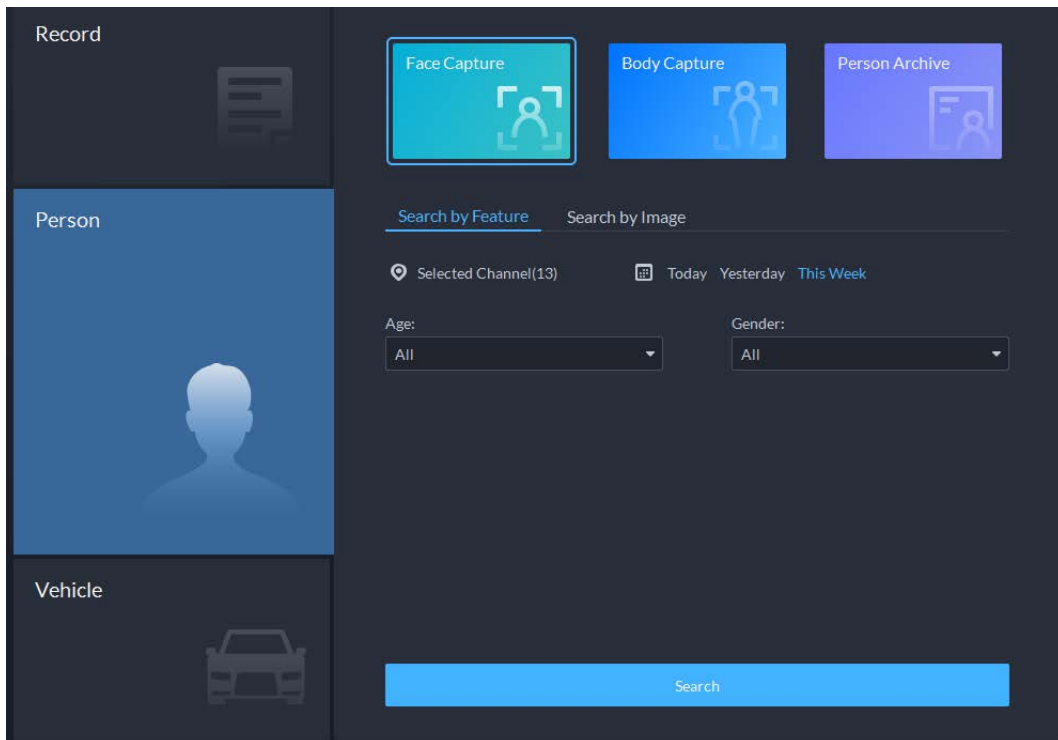 Record
Person
Vehicle
Face Capture
Body Capture
Person Archive
Search by Feature
Search by Image
Selected Channel(13)
Today Yesterday This Week
Age:
Gender:
All
All
Search